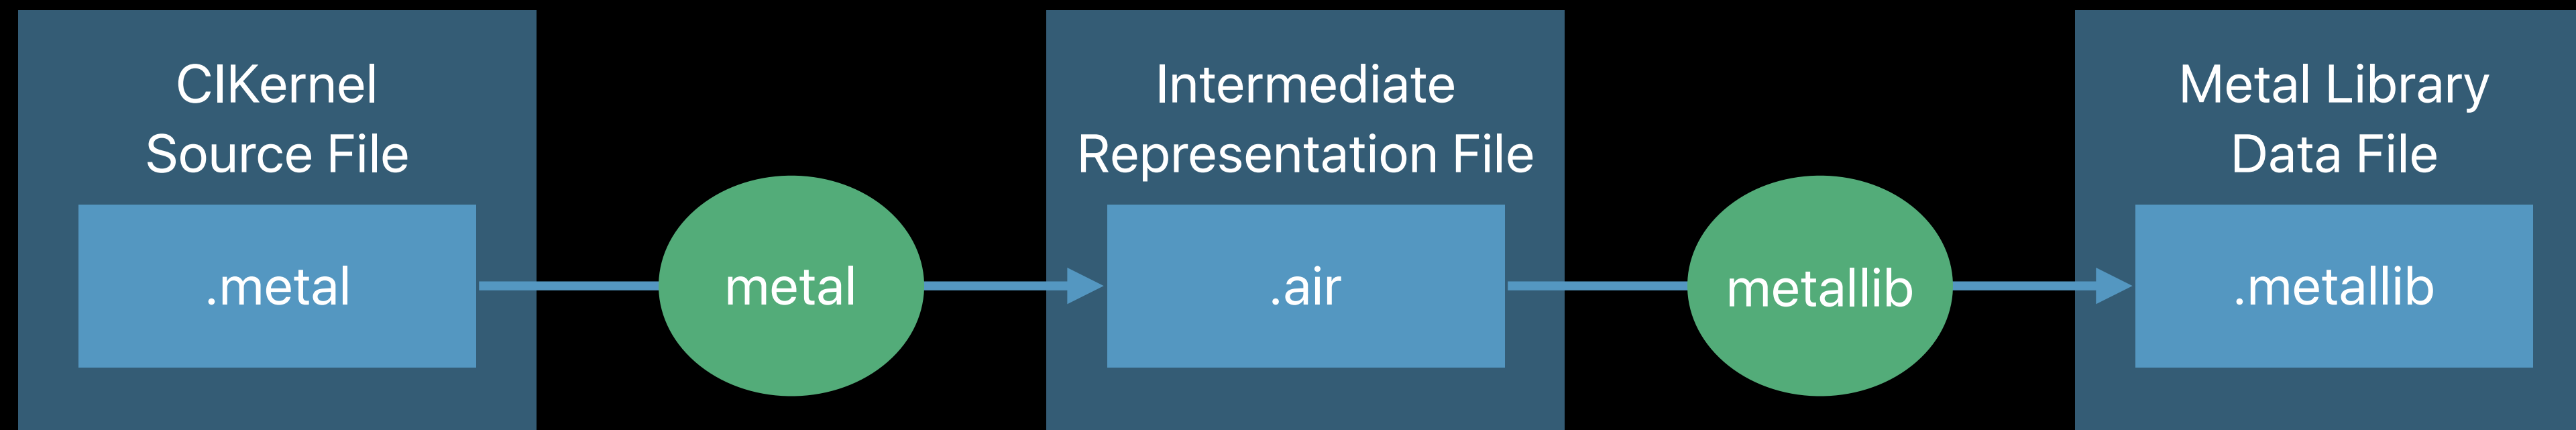 CIKernel
Source File
.metal
metal
Intermediate
Representation File
.air
metallib
Metal Library
Data File
.metallib